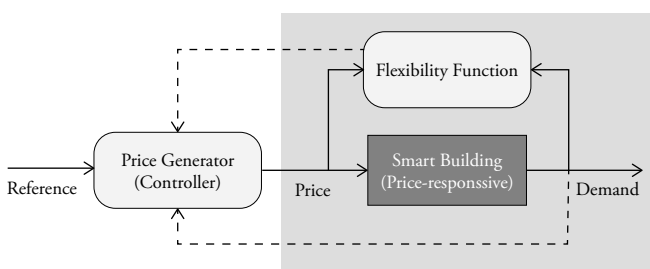 Flexibility Function
Price Generator
(Controller)
Smart Building
(Price-responssive)
Reference
Price
Demand